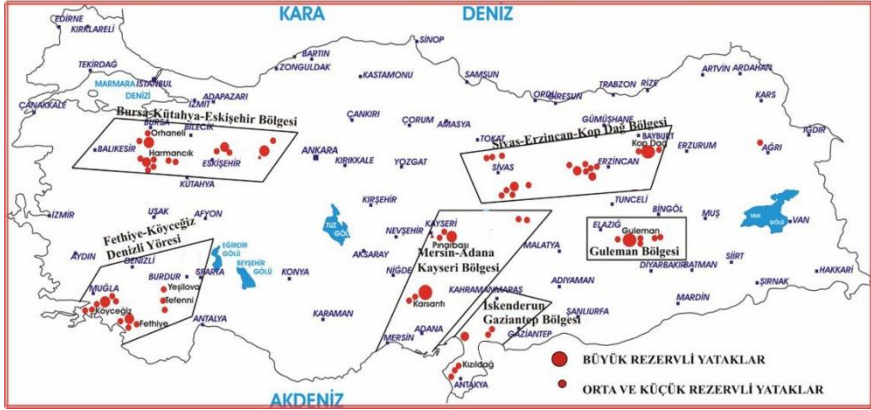 KARA DENİZ
EDİRNE
KIRKLARELİ
SİNOP
BARTIN
ZONGULDAK
TEKİRDAĞ
KASTAMONU
SAMSUN
ARTVİN ARDAHAN
MARMARA
DENİZİ
İSTANBUL
İZMİT
ADAPAZARI
ORDU
GİRESUN
TRABZON
RİZE
KARS
ÇANAKKALE
Bursa-Kütahya-Eskişehir Bölgesi
BURSA
BİLECİK
ÇANKIRI
ÇORUM
AMASYA
TOKAT
Sivas-Erzincan-Kop Dağ Bölgesi
GÜMÜŞHANE
BAYBURT
Kop Dağ
IĞDIR
Orhaneli
BALIKESİR
Harmancık
ESKİŞEHİR
ANKARA
KIRIKKALE
YOZGAT
SİVAS
ERZİNCAN
ERZURUM
AĞRI
KÜTAHYA
İZMİR
UŞAK
AFYON
KIRŞEHİR
TUNCELİ
BİNGÖL
MUŞ
VAN
GÖLÜ
VAN
TUZ
GÖL
NEVŞEHİR
KAYSERİ
Pınarbaşı
ELAZIĞ
Guleman
Guleman Bölgesi
Fethiye-Köyceğiz
Denizli Yöresi
EĞİRDİR
GÖLÜ
BEYŞEHİR
GÖLÜ
AKSARAY
Mersin-Adana
Kayseri Bölgesi
MALATYA
AYDIN
DENİZLİ
BURDUR
SPARTA
KONYA
NİĞDE
DİYARBAKIR
BATMAN
SİİRT
HAKKARİ
ŞIRNAK
MUĞLA
Yeşilova
Tefenni
Köyceğiz
Fethiye
ANTALYA
KARAMAN
Karsantı
KAHRAMANMARAŞ
ADIYAMAN
MARDİN
İskenderun
Gaziantep Bölgesi
ŞANLIURFA
MERSİN
ADANA
GAZİANTEP
Kızıldağ
ANTAKYA
AKDENİZ
BÜYÜK REZERVLİ YATAKLAR
ORTA VE KÜÇÜK REZERVLİ YATAKLAR